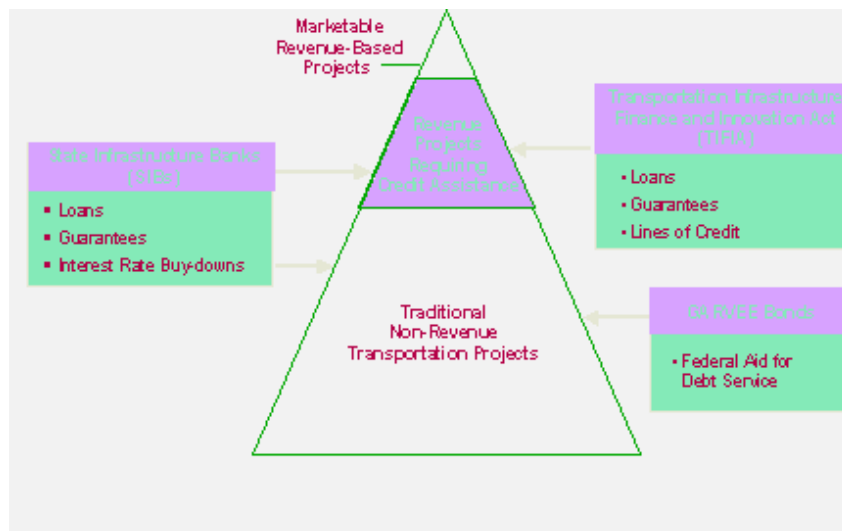 Marketable
Revenue-Based
Projects
Revenue
Projects
Requiring
Credit Assistance
Transportation Infrastructure
Finance and Innovation Act
(TIFIA)
▪ Loans
▪ Guarantees
▪ Lines of Credit
State Infrastructure Banks
(SIBs)
▪ Loans
▪ Guarantees
▪ Interest Rate Buy-downs
Traditional
Non-Revenue
Transportation Projects
GARVEE Bonds
▪ Federal Aid for
Debt Service